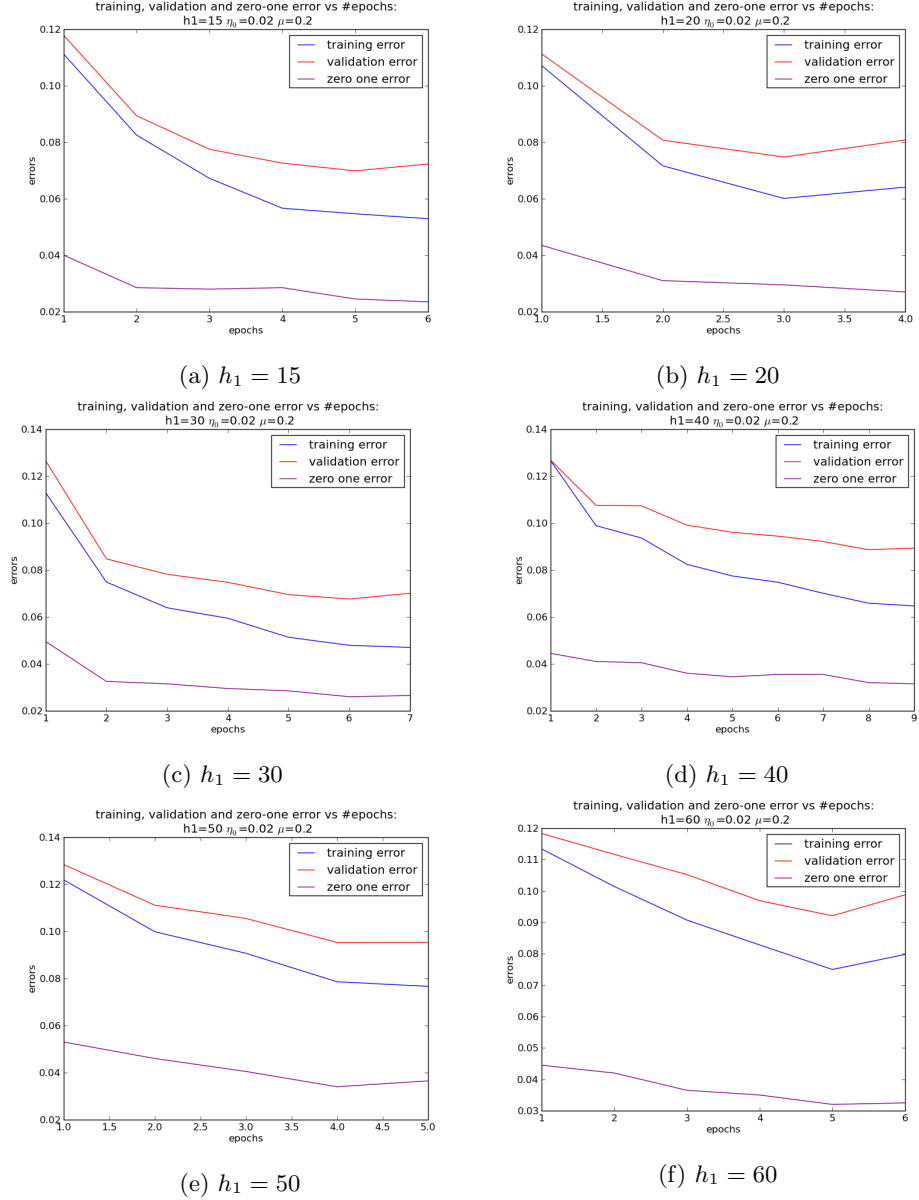 training, validation and zero-one error vs #epochs:
h1=15 η₀=0.02 μ=0.2
training error
validation error
zero one error
errors
0.12
0.10
0.08
0.06
0.04
0.02
1 2 3 4 5 6
epochs
(a) h₁ = 15
training, validation and zero-one error vs #epochs:
h1=20 η₀=0.02 μ=0.2
training error
validation error
zero one error
errors
0.12
0.10
0.08
0.06
0.04
0.02
1.0 1.5 2.0 2.5 3.0 3.5 4.0
epochs
(b) h₁ = 20
training, validation and zero-one error vs #epochs:
h1=30 η₀=0.02 μ=0.2
training error
validation error
zero one error
errors
0.14
0.12
0.10
0.08
0.06
0.04
0.02
1 2 3 4 5 6 7
epochs
(c) h₁ = 30
training, validation and zero-one error vs #epochs:
h1=40 η₀=0.02 μ=0.2
training error
validation error
zero one error
errors
0.14
0.12
0.10
0.08
0.06
0.04
0.02
1 2 3 4 5 6 7 8 9
epochs
(d) h₁ = 40
training, validation and zero-one error vs #epochs:
h1=50 η₀=0.02 μ=0.2
training error
validation error
zero one error
errors
0.14
0.12
0.10
0.08
0.06
0.04
0.02
1.0 1.5 2.0 2.5 3.0 3.5 4.0 4.5 5.0
epochs
(e) h₁ = 50
training, validation and zero-one error vs #epochs:
h1=60 η₀=0.02 μ=0.2
training error
validation error
zero one error
errors
0.12
0.11
0.10
0.09
0.08
0.07
0.06
0.05
0.04
0.03
1 2 3 4 5 6
epochs
(f) h₁ = 60